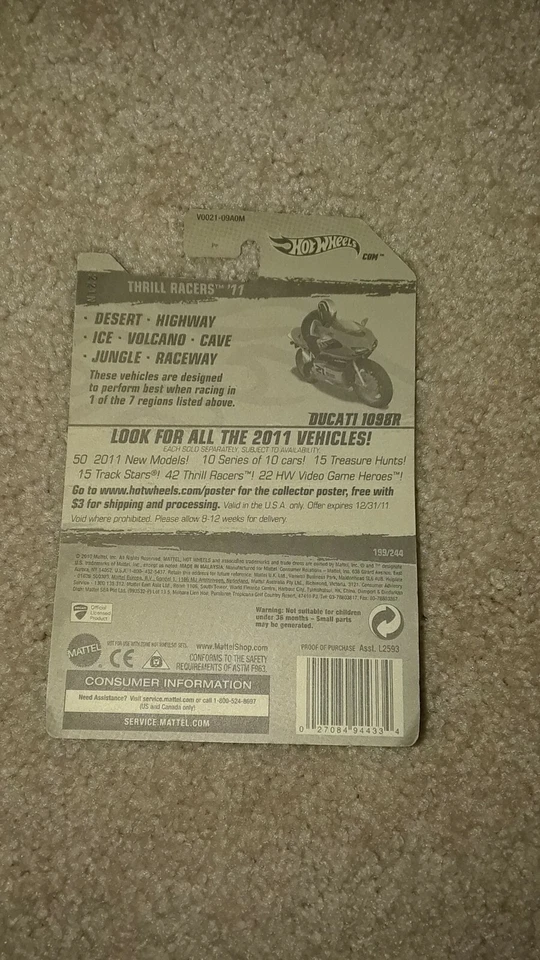 V0021-09A0M
HOT WHEELS
.COM™
THRILL RACERS™ '11
· DESERT · HIGHWAY
· ICE · VOLCANO · CAVE
· JUNGLE · RACEWAY
These vehicles are designed
to perform best when racing in
1 of the 7 regions listed above.
DUCATI 1098R
LOOK FOR ALL THE 2011 VEHICLES!
EACH SOLD SEPARATELY, SUBJECT TO AVAILABILITY.
50 2011 New Models! 10 Series of 10 cars! 15 Treasure Hunts!
15 Track Stars®! 42 Thrill Racers™! 22 HW Video Game Heroes™!
Go to www.hotwheels.com/poster for the collector poster, free with
$3 for shipping and processing. Valid in the U.S.A. only. Offer expires 12/31/11
Void where prohibited. Please allow 8-12 weeks for delivery.
199/244
Official
Licensed
Product
Warning: Not suitable for children
under 36 months – Small parts
may be generated.
MATTEL
CE
www.MattelShop.com
CONFORMS TO THE SAFETY
REQUIREMENTS OF ASTM F963.
PROOF OF PURCHASE Asst. L2593
CONSUMER INFORMATION
Need Assistance? Visit service.mattel.com or call 1-800-524-8697
(US and Canada only)
SERVICE.MATTEL.COM
0 27084 94433 4